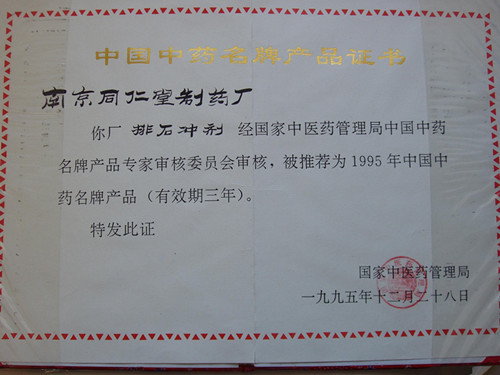 中国中药名牌产品证书
南京同仁堂制药厂
你厂 排石冲剂 经国家中医药管理局中国中药
名牌产品专家审核委员会审核，被推荐为1995年中国中
药名牌产品（有效期三年）。
特发此证
国家中医药管理局
一九九五年十二月二十八日